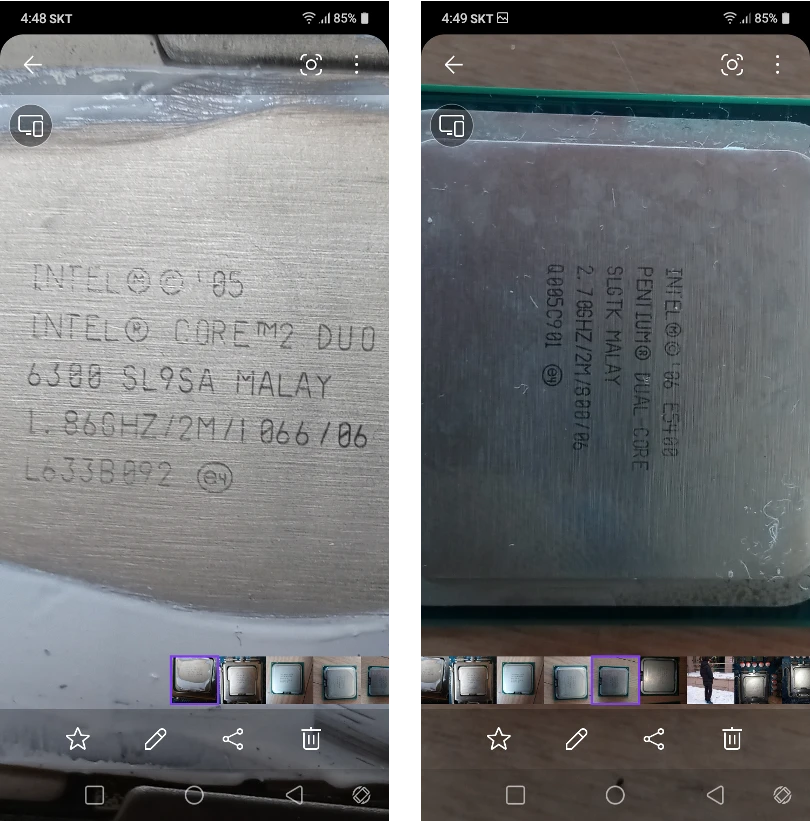 4:48 SKT 85%
INTEL®Ⓜ© '05
INTEL® CORE™2 DUO
6300 SL9SA MALAY
1.86GHZ/2M/1066/06
L633B092 e4
4:49 SKT 85%
INTEL®Ⓜ© '06 E5400
PENTIUM® DUAL CORE
SLGTK MALAY
2.70GHZ/2M/800/06
Q005C901 e4